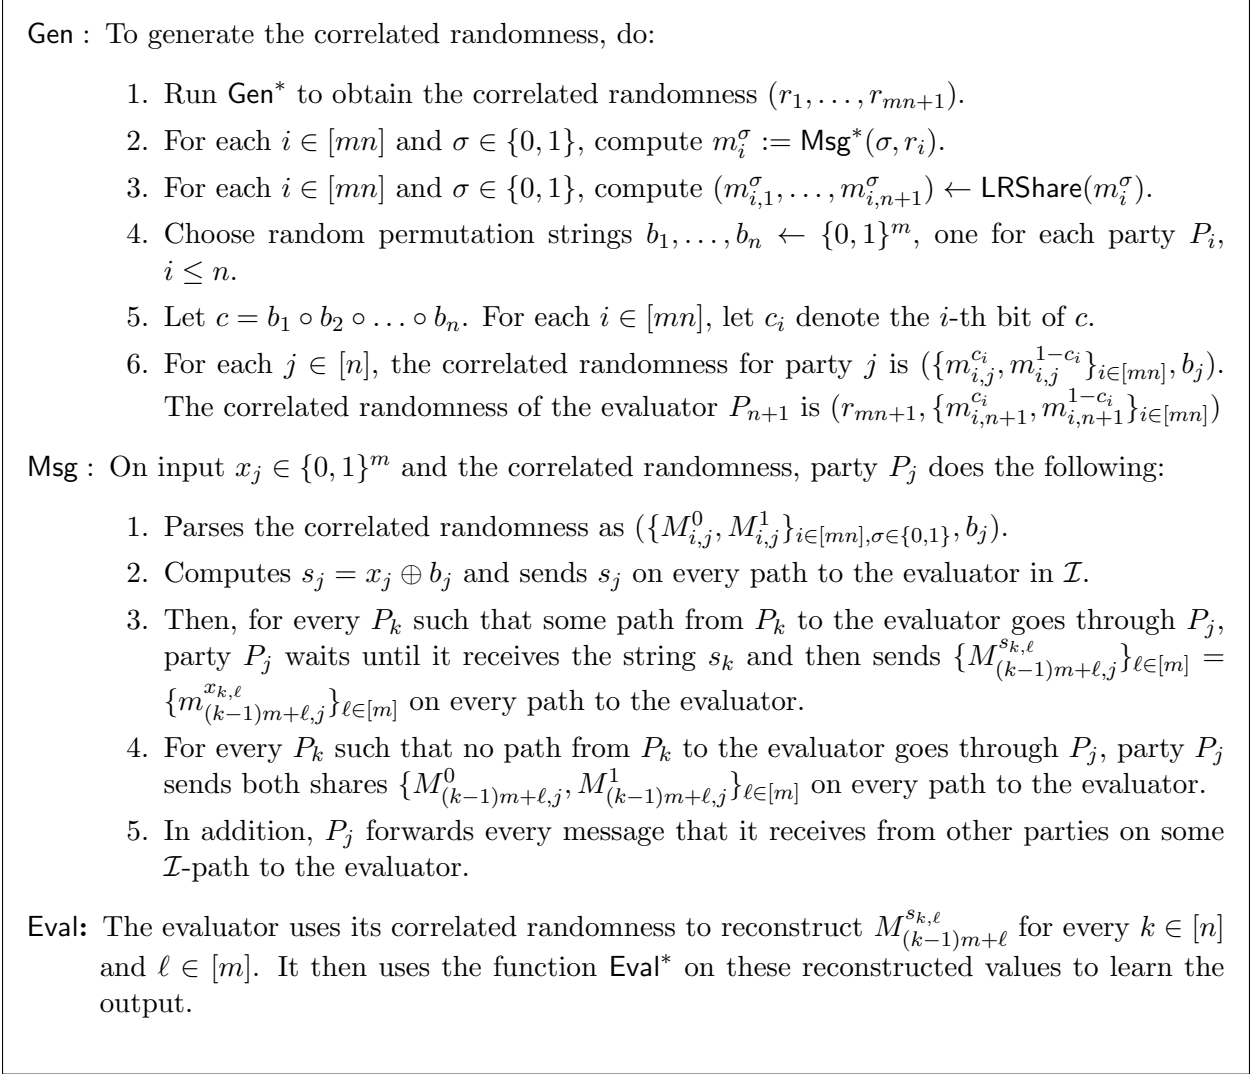 Gen : To generate the correlated randomness, do:
1. Run Gen* to obtain the correlated randomness (r_1, …, r_{mn+1}).
2. For each i ∈ [mn] and σ ∈ {0, 1}, compute m_i^σ := Msg*(σ, r_i).
3. For each i ∈ [mn] and σ ∈ {0, 1}, compute (m_{i,1}^σ, …, m_{i,n+1}^σ) ← LRShare(m_i^σ).
4. Choose random permutation strings b_1, …, b_n ← {0, 1}^m, one for each party P_i,
i ≤ n.
5. Let c = b_1 ∘ b_2 ∘ … ∘ b_n. For each i ∈ [mn], let c_i denote the i-th bit of c.
6. For each j ∈ [n], the correlated randomness for party j is ({m_{i,j}^{c_i}, m_{i,j}^{1−c_i}}_{i∈[mn]}, b_j).
The correlated randomness of the evaluator P_{n+1} is (r_{mn+1}, {m_{i,n+1}^{c_i}, m_{i,n+1}^{1−c_i}}_{i∈[mn]})
Msg : On input x_j ∈ {0, 1}^m and the correlated randomness, party P_j does the following:
1. Parses the correlated randomness as ({M_{i,j}^0, M_{i,j}^1}_{i∈[mn],σ∈{0,1}}, b_j).
2. Computes s_j = x_j ⊕ b_j and sends s_j on every path to the evaluator in ℐ.
3. Then, for every P_k such that some path from P_k to the evaluator goes through P_j,
party P_j waits until it receives the string s_k and then sends {M_{(k−1)m+ℓ,j}^{s_{k,ℓ}}}_{ℓ∈[m]} =
{m_{(k−1)m+ℓ,j}^{x_{k,ℓ}}}_{ℓ∈[m]} on every path to the evaluator.
4. For every P_k such that no path from P_k to the evaluator goes through P_j, party P_j
sends both shares {M_{(k−1)m+ℓ,j}^0, M_{(k−1)m+ℓ,j}^1}_{ℓ∈[m]} on every path to the evaluator.
5. In addition, P_j forwards every message that it receives from other parties on some
ℐ-path to the evaluator.
Eval: The evaluator uses its correlated randomness to reconstruct M_{(k−1)m+ℓ}^{s_{k,ℓ}} for every k ∈ [n]
and ℓ ∈ [m]. It then uses the function Eval* on these reconstructed values to learn the
output.